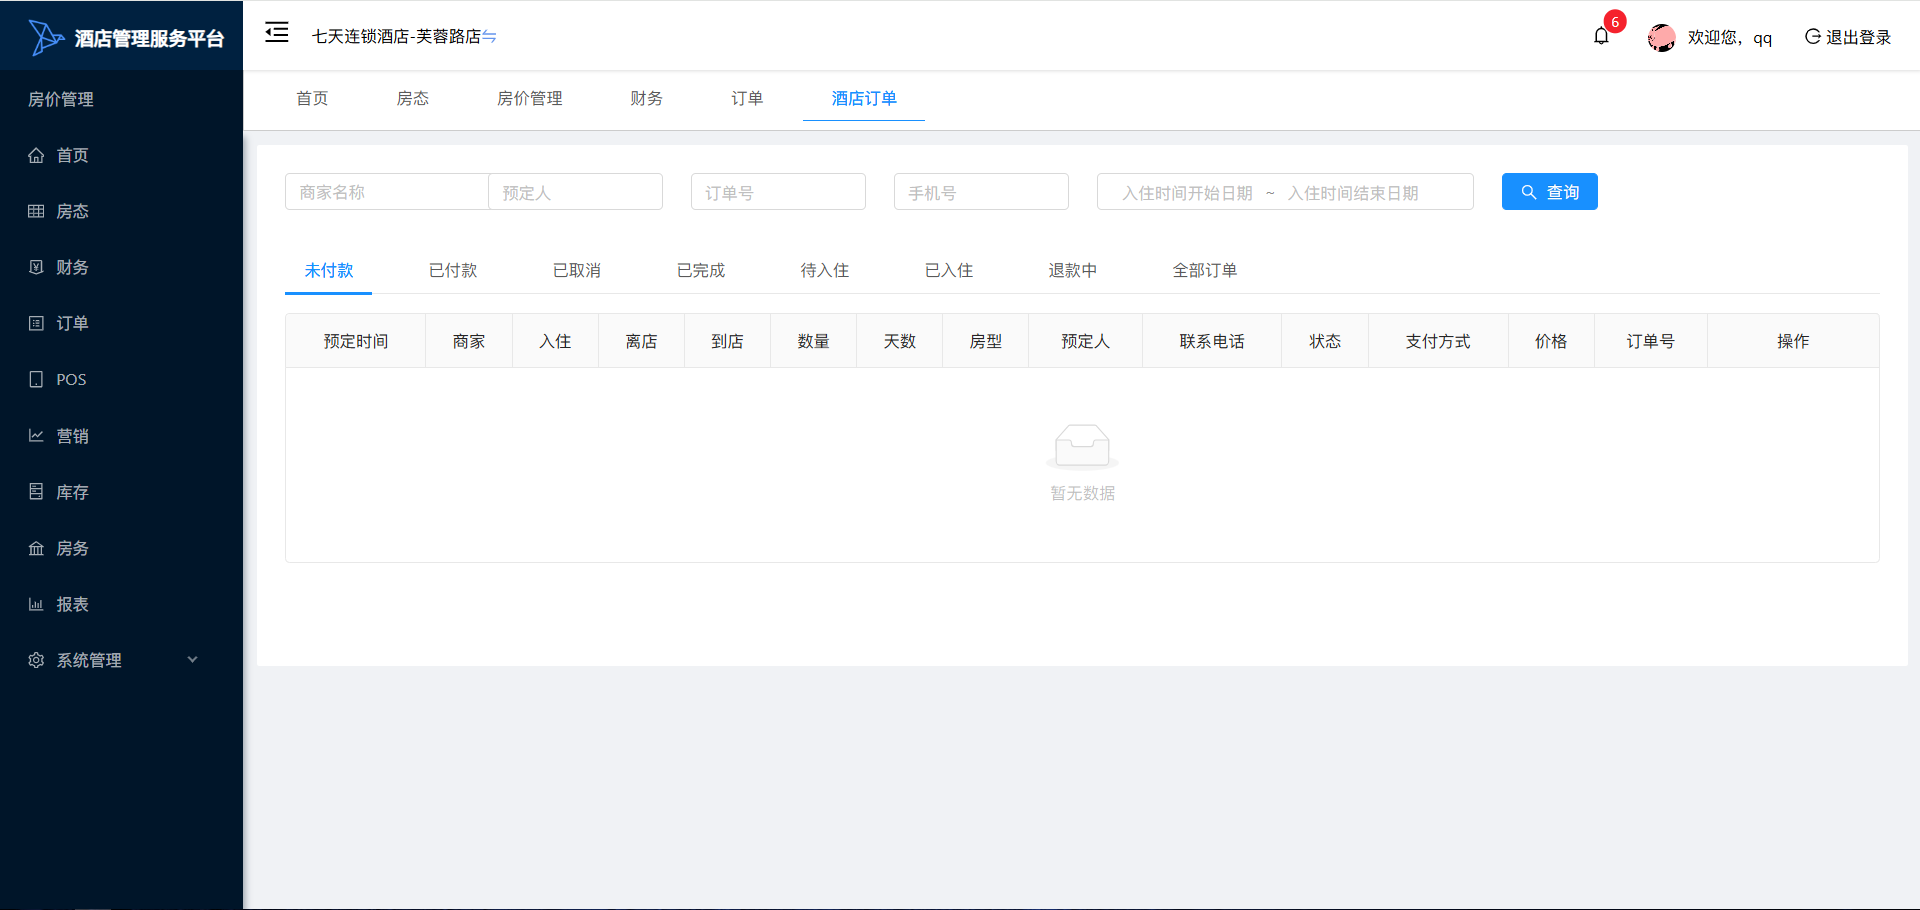 酒店管理服务平台
七天连锁酒店-芙蓉路店
6
欢迎您，qq
退出登录
房价管理
首页
房态
财务
订单
POS
营销
库存
房务
报表
系统管理
首页 房态 房价管理 财务 订单 酒店订单
商家名称 预定人 订单号 手机号 入住时间开始日期 ~ 入住时间结束日期 查询
未付款 已付款 已取消 已完成 待入住 已入住 退款中 全部订单
预定时间 商家 入住 离店 到店 数量 天数 房型 预定人 联系电话 状态 支付方式 价格 订单号 操作
暂无数据